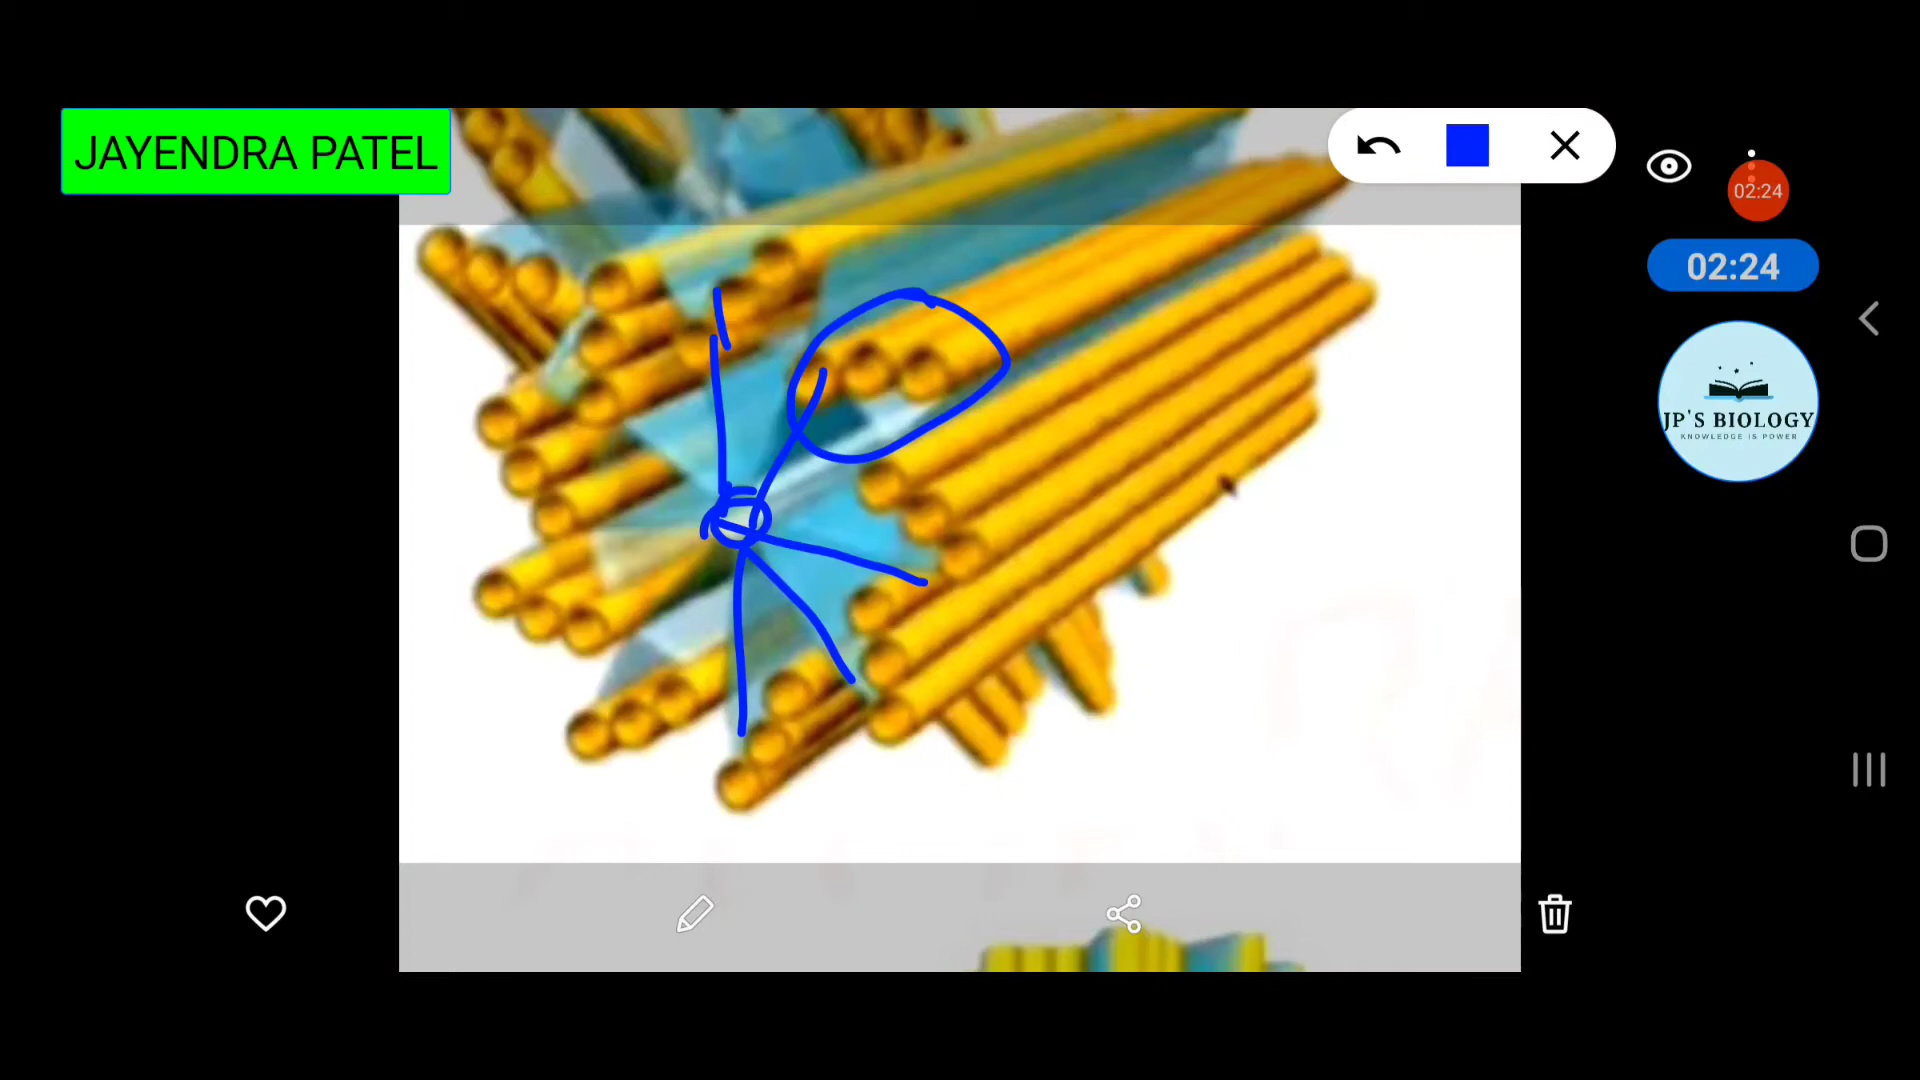 JAYENDRA PATEL
02:24
02:24
JP'S BIOLOGY
KNOWLEDGE IS POWER